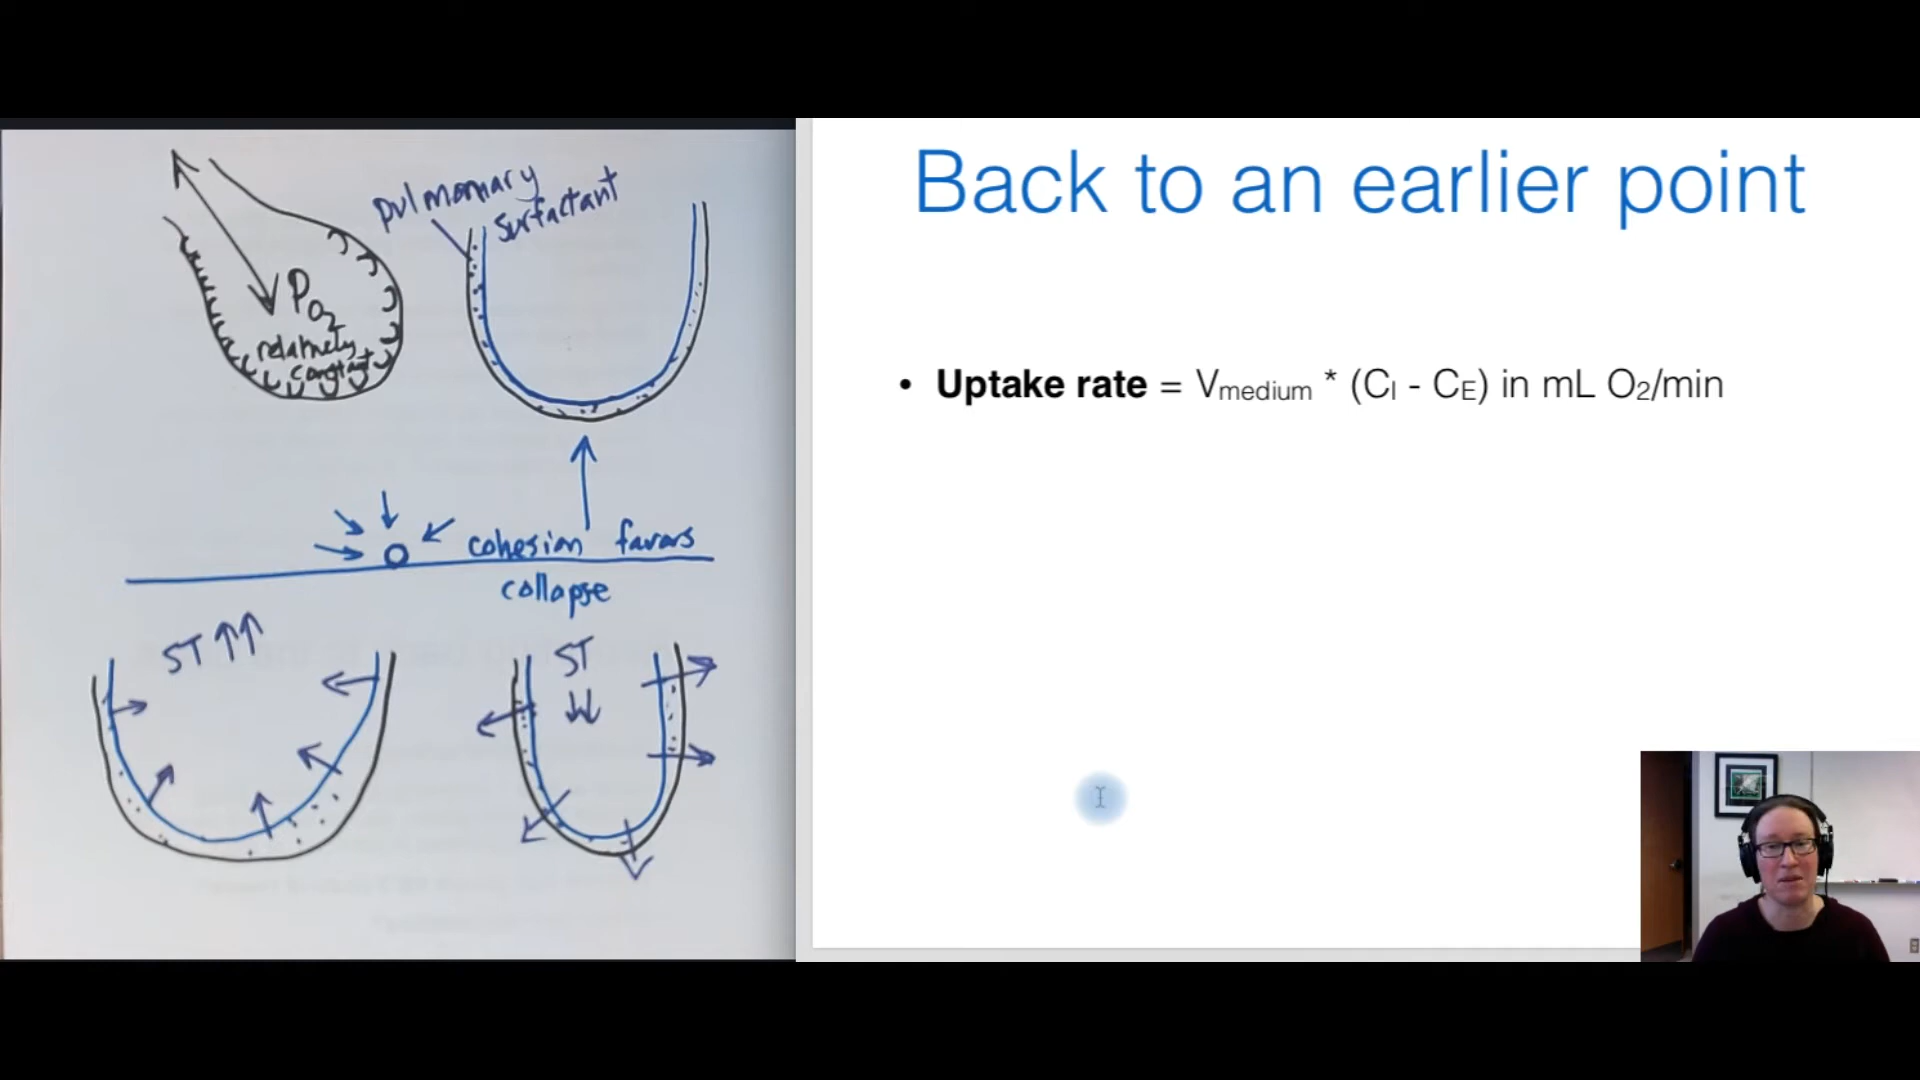 pulmonary
surfactant
PO2
relatively
constant
cohesion favors
collapse
ST ↑↑
ST
↓↓
Back to an earlier point
• Uptake rate = Vmedium * (CI - CE) in mL O2/min